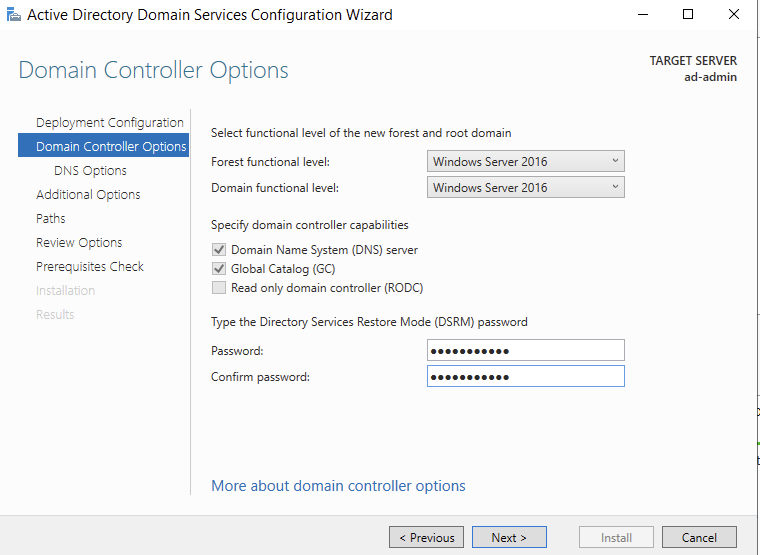 Active Directory Domain Services Configuration Wizard
Domain Controller Options
TARGET SERVER
ad-admin
Deployment Configuration
Domain Controller Options
DNS Options
Additional Options
Paths
Review Options
Prerequisites Check
Installation
Results
Select functional level of the new forest and root domain
Forest functional level: Windows Server 2016
Domain functional level: Windows Server 2016
Specify domain controller capabilities
Domain Name System (DNS) server
Global Catalog (GC)
Read only domain controller (RODC)
Type the Directory Services Restore Mode (DSRM) password
Password: ●●●●●●●●●●●
Confirm password: ●●●●●●●●●●●
More about domain controller options
< Previous Next > Install Cancel